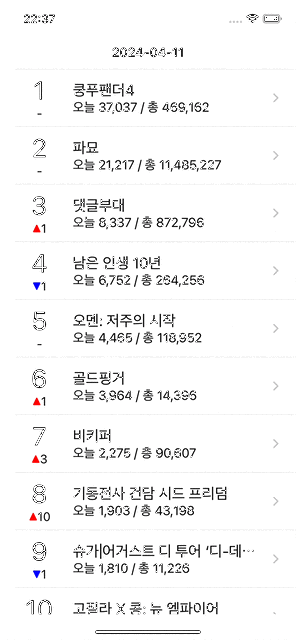 22:37
2024-04-11
1
-
쿵푸팬더4
오늘 37,037 / 총 469,162
2
-
파묘
오늘 21,217 / 총 11,485,227
3
▲1
댓글부대
오늘 8,337 / 총 872,796
4
▼1
남은 인생 10년
오늘 6,752 / 총 264,256
5
-
오멘: 저주의 시작
오늘 4,465 / 총 118,952
6
▲1
골드핑거
오늘 3,964 / 총 14,396
7
▲3
비키퍼
오늘 2,275 / 총 90,607
8
▲10
기동전사 건담 시드 프리덤
오늘 1,903 / 총 43,198
9
▼1
슈가│어거스트 디 투어 ‘디-데…
오늘 1,810 / 총 11,226
10
고질라 X 콩: 뉴 엠파이어